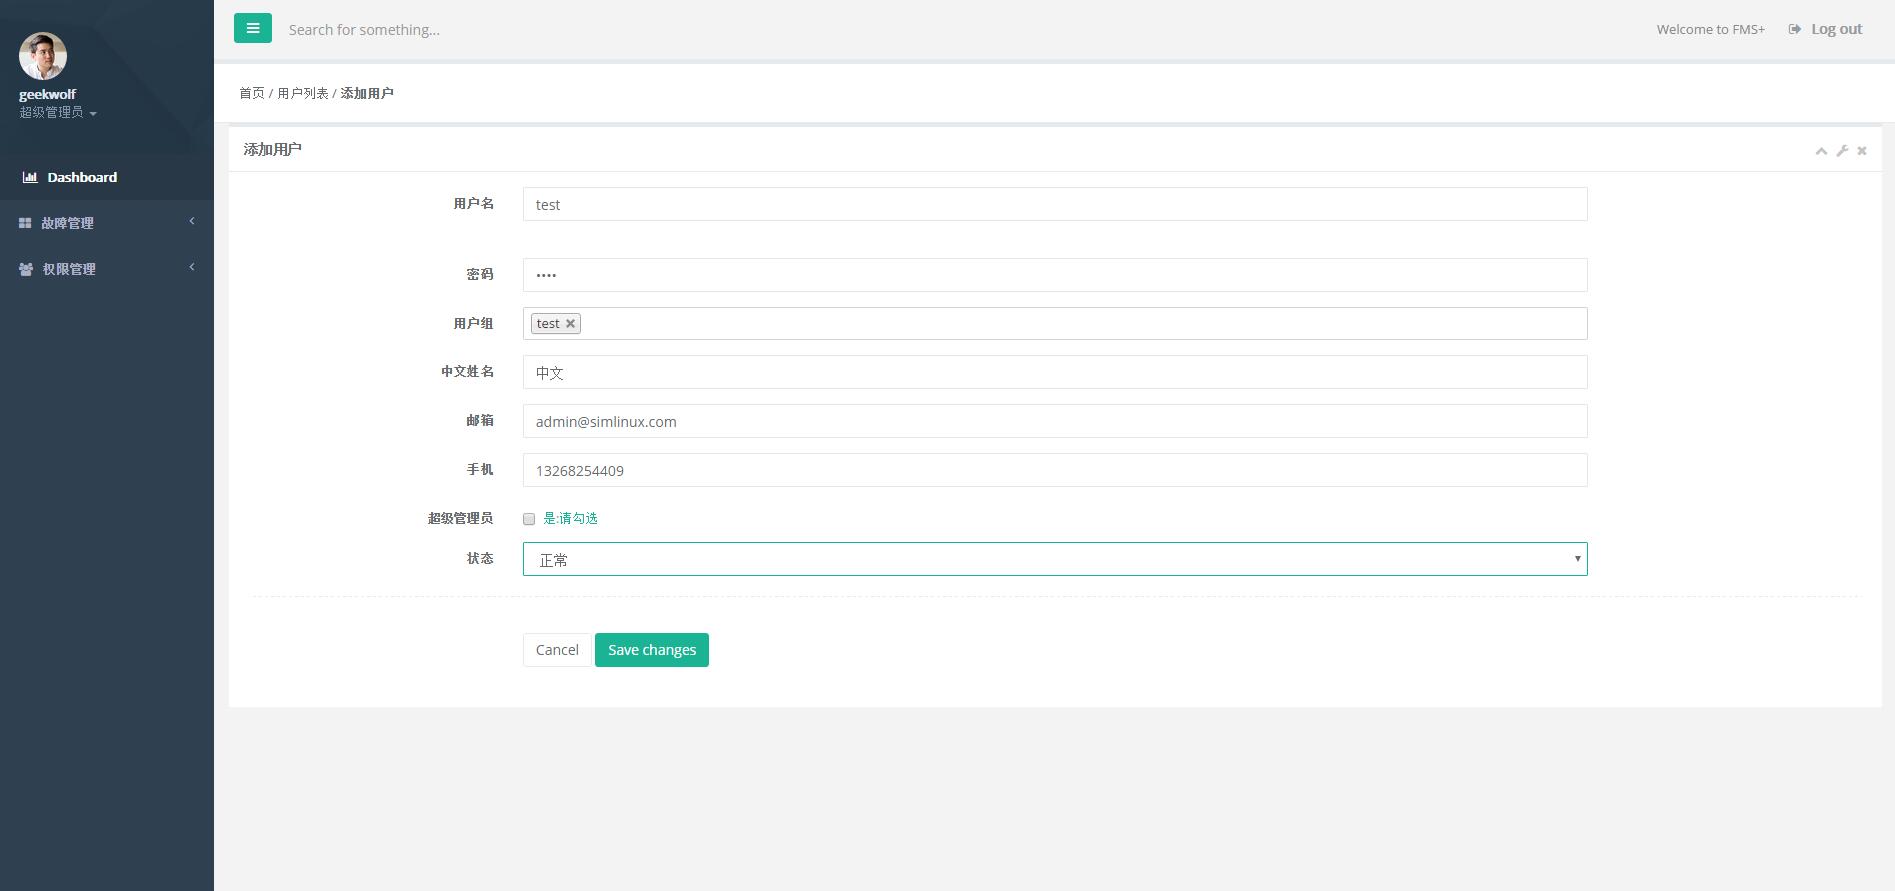 geekwolf
超级管理员
Dashboard
故障管理
权限管理
Search for something...
Welcome to FMS+
Log out
首页 / 用户列表 / 添加用户
添加用户
用户名
test
密码
••••
用户组
test
中文姓名
中文
邮箱
admin@simlinux.com
手机
13268254409
超级管理员
是:请勾选
状态
正常
Cancel
Save changes